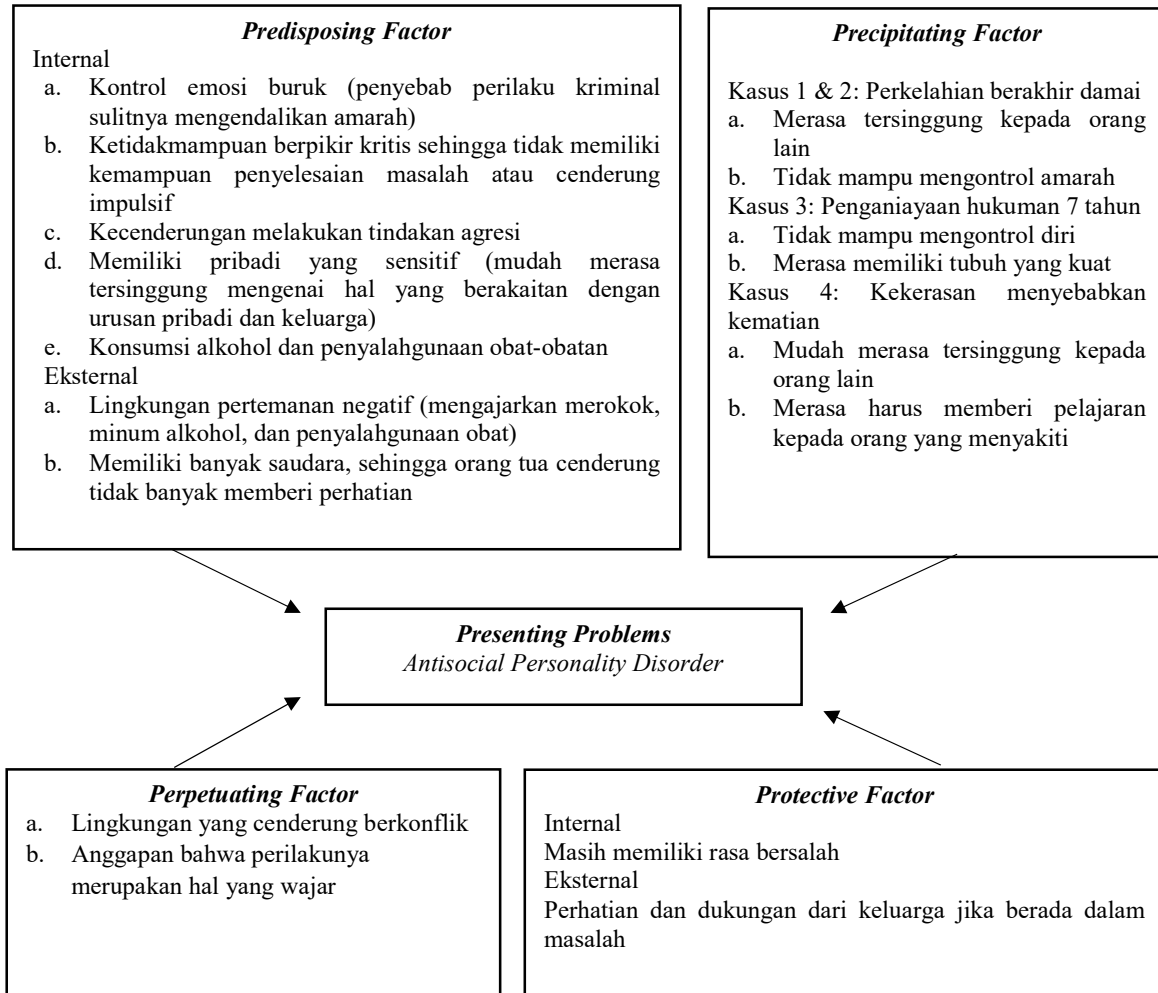 Predisposing Factor
Internal
a. Kontrol emosi buruk (penyebab perilaku kriminal
sulitnya mengendalikan amarah)
b. Ketidakmampuan berpikir kritis sehingga tidak memiliki
kemampuan penyelesaian masalah atau cenderung
impulsif
c. Kecenderungan melakukan tindakan agresi
d. Memiliki pribadi yang sensitif (mudah merasa
tersinggung mengenai hal yang berakaitan dengan
urusan pribadi dan keluarga)
e. Konsumsi alkohol dan penyalahgunaan obat-obatan
Eksternal
a. Lingkungan pertemanan negatif (mengajarkan merokok,
minum alkohol, dan penyalahgunaan obat)
b. Memiliki banyak saudara, sehingga orang tua cenderung
tidak banyak memberi perhatian
Precipitating Factor
Kasus 1 & 2: Perkelahian berakhir damai
a. Merasa tersinggung kepada orang
lain
b. Tidak mampu mengontrol amarah
Kasus 3: Penganiayaan hukuman 7 tahun
a. Tidak mampu mengontrol diri
b. Merasa memiliki tubuh yang kuat
Kasus 4: Kekerasan menyebabkan
kematian
a. Mudah merasa tersinggung kepada
orang lain
b. Merasa harus memberi pelajaran
kepada orang yang menyakiti
Presenting Problems
Antisocial Personality Disorder
Perpetuating Factor
a. Lingkungan yang cenderung berkonflik
b. Anggapan bahwa perilakunya
merupakan hal yang wajar
Protective Factor
Internal
Masih memiliki rasa bersalah
Eksternal
Perhatian dan dukungan dari keluarga jika berada dalam
masalah